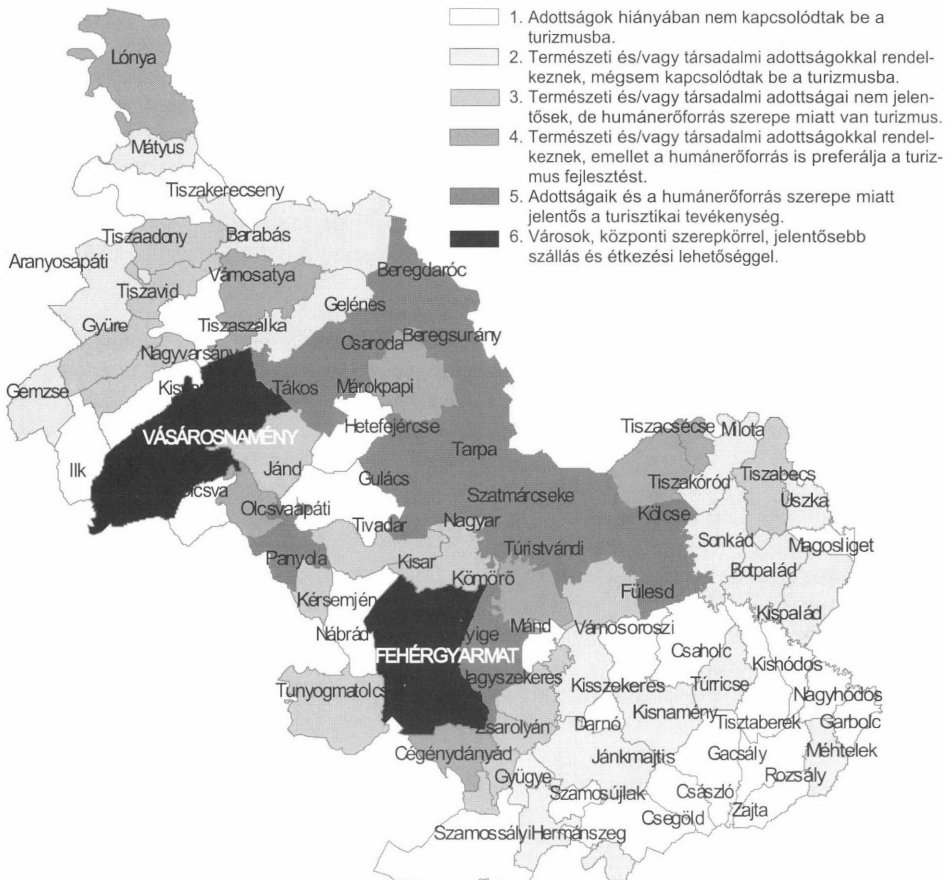 1. Adottságok hiányában nem kapcsolódtak be a
turizmusba.
2. Természeti és/vagy társadalmi adottságokkal rendel-
keznek, mégsem kapcsolódtak be a turizmusba.
3. Természeti és/vagy társadalmi adottságai nem jelen-
tősek, de humánerőforrás szerepe miatt van turizmus.
4. Természeti és/vagy társadalmi adottságokkal rendel-
keznek, emellet a humánerőforrás is preferálja a turiz-
mus fejlesztést.
5. Adottságaik és a humánerőforrás szerepe miatt
jelentős a turisztikai tevékenység.
6. Városok, központi szerepkörrel, jelentősebb
szállás és étkezési lehetőséggel.
Lónya
Mátyus
Tiszakerecseny
Tiszaadony
Barabás
Aranyosapáti
Vámosatya
Beregdaróc
Tiszavid
Gelénes
Gyüre
Tiszaszálka
Csaroda
Beregsurány
Nagyvarsány
Gemzse
Tákos
Márokpapi
Hetefejércse
VÁSÁROSNAMÉNY
Tiszacsécse
Milota
Tarpa
Ilk
Jánd
Gulács
Tiszakóród
Tiszabecs
Uszka
Szatmárcseke
Olcsvaapáti
Kölcse
Tivadar
Nagyar
Sonkád
Magosliget
Panyola
Kisar
Túristvándi
Botpalád
Kömörő
Fülesd
Kispalád
Kérsemjén
Nábrád
Mánd
Vámosoroszi
Csaholc
FEHÉRGYARMAT
Kishódos
Kisszekeres
Túrricse
Tunyogmatolcs
Nagyhódos
Kisnamény
Zsarolyán
Darnó
Tisztaberek
Garbolc
Cégénydányád
Jánkmajtis
Gacsály
Méhtelek
Gyügye
Rozsály
Szamosújlak
Császló
Csegöld
Zajta
Szamossályi
Hermánszeg